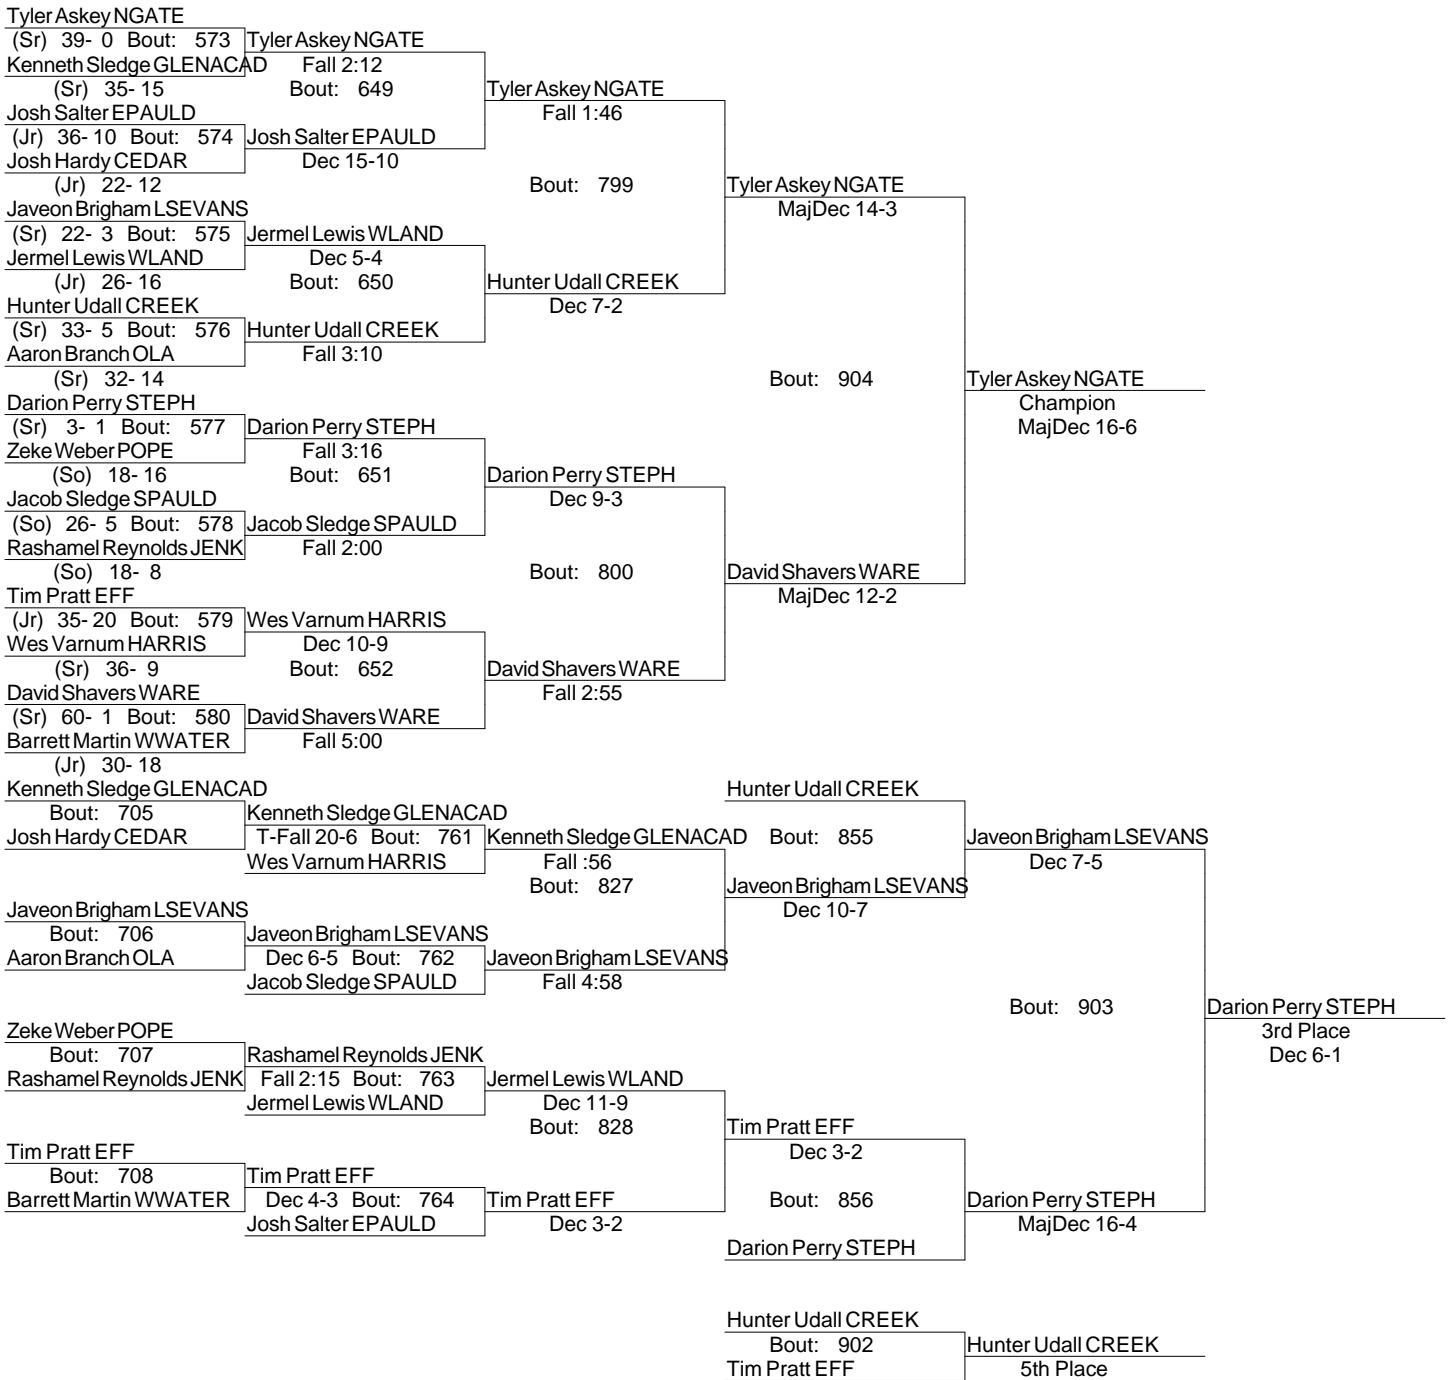 Tyler Askey NGATE
(Sr) 39- 0 Bout: 573 Tyler Askey NGATE
Kenneth Sledge GLENACAD Fall 2:12
(Sr) 35- 15 Bout: 649 Tyler Askey NGATE
Josh Salter EPAULD Fall 1:46
(Jr) 36- 10 Bout: 574 Josh Salter EPAULD
Josh Hardy CEDAR Dec 15-10
(Jr) 22- 12 Bout: 799 Tyler Askey NGATE
Javeon Brigham LSEVANS MajDec 14-3
(Sr) 22- 3 Bout: 575 Jermel Lewis WLAND
Jermel Lewis WLAND Dec 5-4
(Jr) 26- 16 Bout: 650 Hunter Udall CREEK
Hunter Udall CREEK Dec 7-2
(Sr) 33- 5 Bout: 576 Hunter Udall CREEK
Aaron Branch OLA Fall 3:10
(Sr) 32- 14 Bout: 904 Tyler Askey NGATE
Darion Perry STEPH Champion
(Sr) 3- 1 Bout: 577 Darion Perry STEPH MajDec 16-6
Zeke Weber POPE Fall 3:16
(So) 18- 16 Bout: 651 Darion Perry STEPH
Jacob Sledge SPAULD Dec 9-3
(So) 26- 5 Bout: 578 Jacob Sledge SPAULD
Rashamel Reynolds JENK Fall 2:00
(So) 18- 8 Bout: 800 David Shavers WARE
Tim Pratt EFF MajDec 12-2
(Jr) 35- 20 Bout: 579 Wes Varnum HARRIS
Wes Varnum HARRIS Dec 10-9
(Sr) 36- 9 Bout: 652 David Shavers WARE
David Shavers WARE Fall 2:55
(Sr) 60- 1 Bout: 580 David Shavers WARE
Barrett Martin WWATER Fall 5:00
(Jr) 30- 18
Kenneth Sledge GLENACAD Hunter Udall CREEK
Bout: 705 Kenneth Sledge GLENACAD
Josh Hardy CEDAR T-Fall 20-6 Bout: 761 Kenneth Sledge GLENACAD Bout: 855 Javeon Brigham LSEVANS
Wes Varnum HARRIS Fall :56 Dec 7-5
Bout: 827 Javeon Brigham LSEVANS
Javeon Brigham LSEVANS Dec 10-7
Bout: 706 Javeon Brigham LSEVANS
Aaron Branch OLA Dec 6-5 Bout: 762 Javeon Brigham LSEVANS
Jacob Sledge SPAULD Fall 4:58
Bout: 903 Darion Perry STEPH
Zeke Weber POPE 3rd Place
Bout: 707 Rashamel Reynolds JENK Dec 6-1
Rashamel Reynolds JENK Fall 2:15 Bout: 763 Jermel Lewis WLAND
Jermel Lewis WLAND Dec 11-9
Bout: 828 Tim Pratt EFF
Tim Pratt EFF Dec 3-2
Bout: 708 Tim Pratt EFF
Barrett Martin WWATER Dec 4-3 Bout: 764 Tim Pratt EFF Bout: 856 Darion Perry STEPH
Josh Salter EPAULD Dec 3-2 MajDec 16-4
Darion Perry STEPH
Hunter Udall CREEK
Bout: 902 Hunter Udall CREEK
Tim Pratt EFF 5th Place